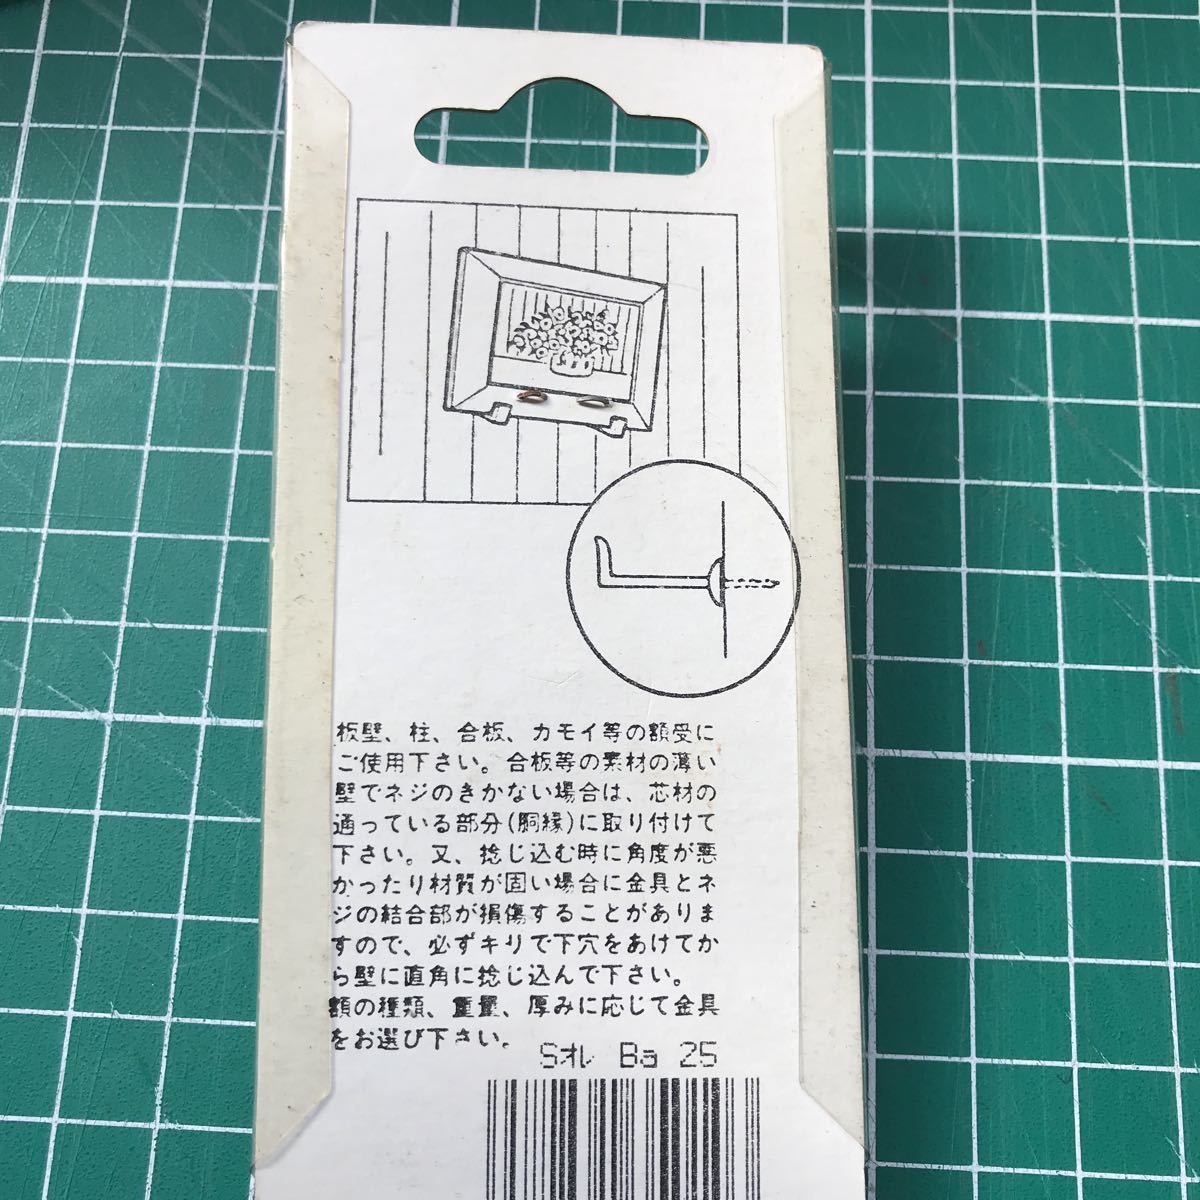 板壁、柱、合板、カモイ等の額受に
ご使用下さい。合板等の素材の薄い
壁でネジのきかない場合は、芯材の
通っている部分(胴縁)に取り付けて
下さい。又、捻じ込む時に角度が悪
かったり材質が固い場合に金具とネ
ジの結合部が損傷することがありま
すので、必ずキリで下穴をあけてか
ら壁に直角に捻じ込んで下さい。
額の種類、重量、厚みに応じて金具
をお選び下さい。
Sオレ Ba 25